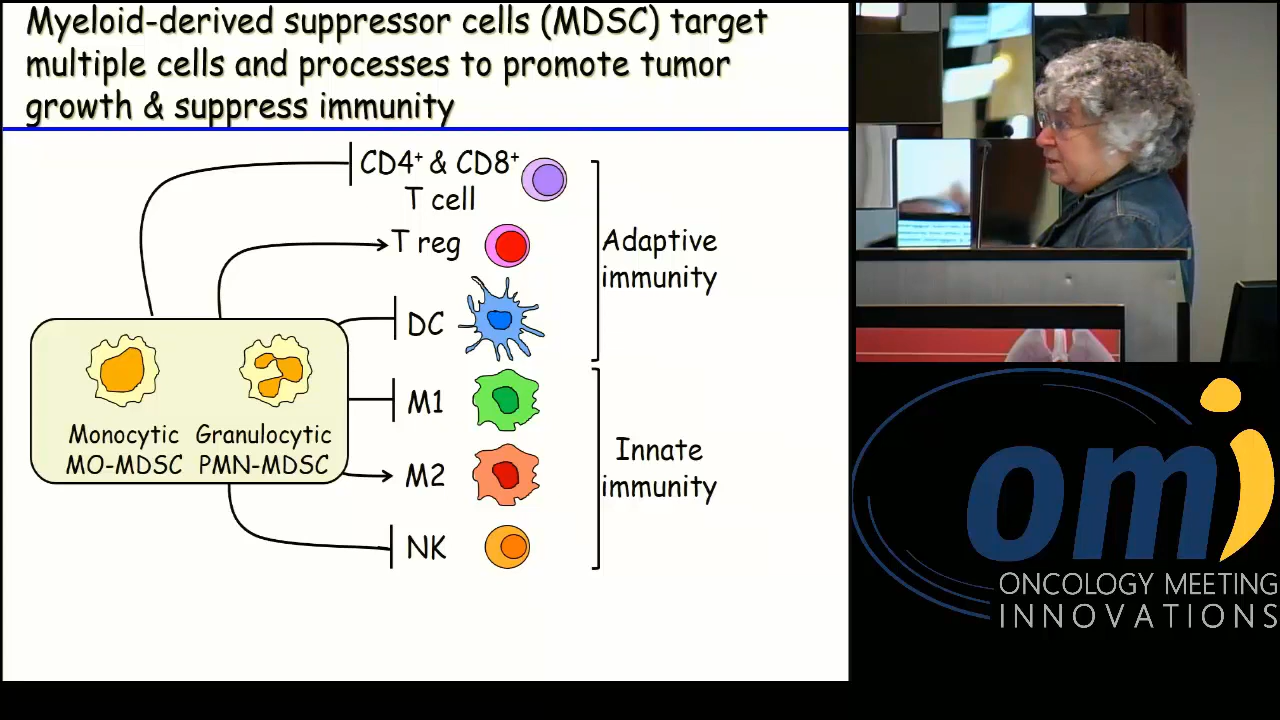 Myeloid-derived suppressor cells (MDSC) target
multiple cells and processes to promote tumor
growth & suppress immunity
CD4⁺ & CD8⁺
T cell
T reg
DC
M1
M2
NK
Adaptive
immunity
Innate
immunity
Monocytic
MO-MDSC
Granulocytic
PMN-MDSC
omi
ONCOLOGY MEETING
INNOVATIONS